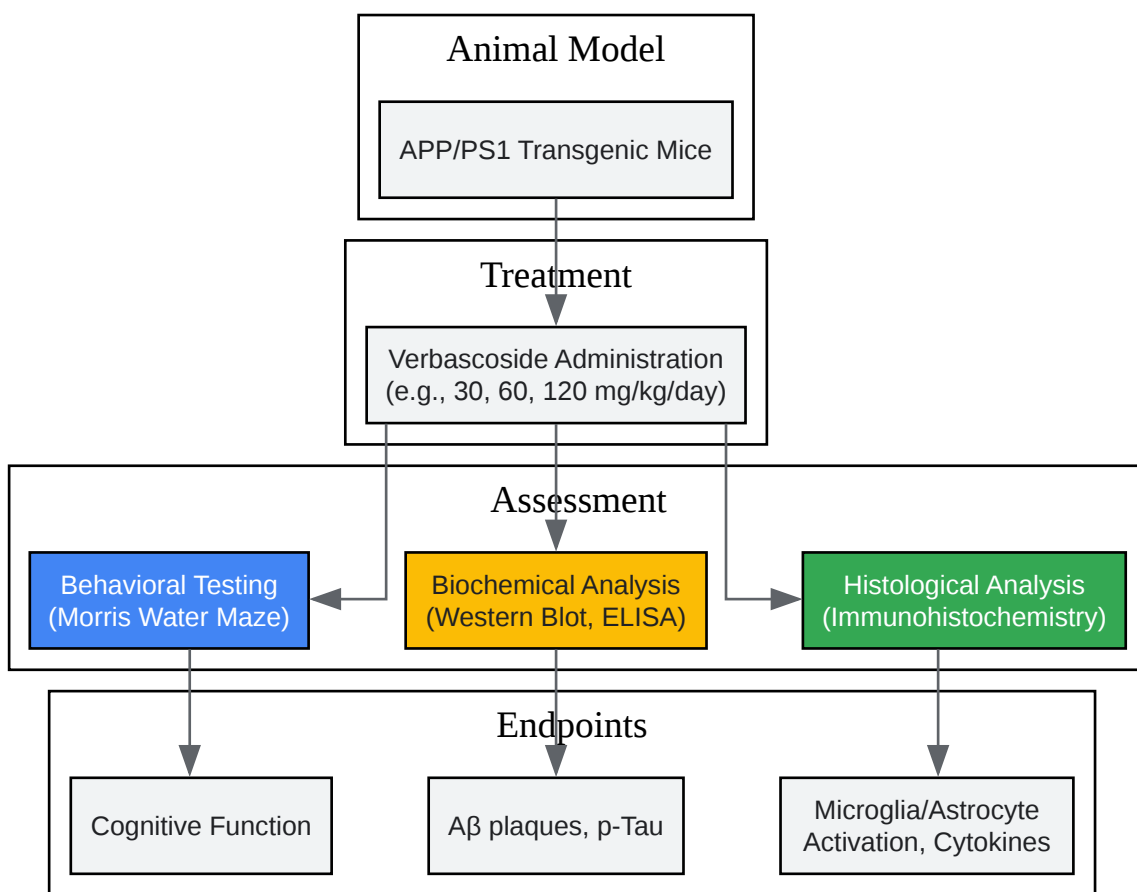 Animal Model
APP/PS1 Transgenic Mice
Treatment
Verbascoside Administration
(e.g., 30, 60, 120 mg/kg/day)
Assessment
Behavioral Testing
(Morris Water Maze)
Biochemical Analysis
(Western Blot, ELISA)
Histological Analysis
(Immunohistochemistry)
Endpoints
Cognitive Function
Aβ plaques, p-Tau
Microglia/Astrocyte
Activation, Cytokines